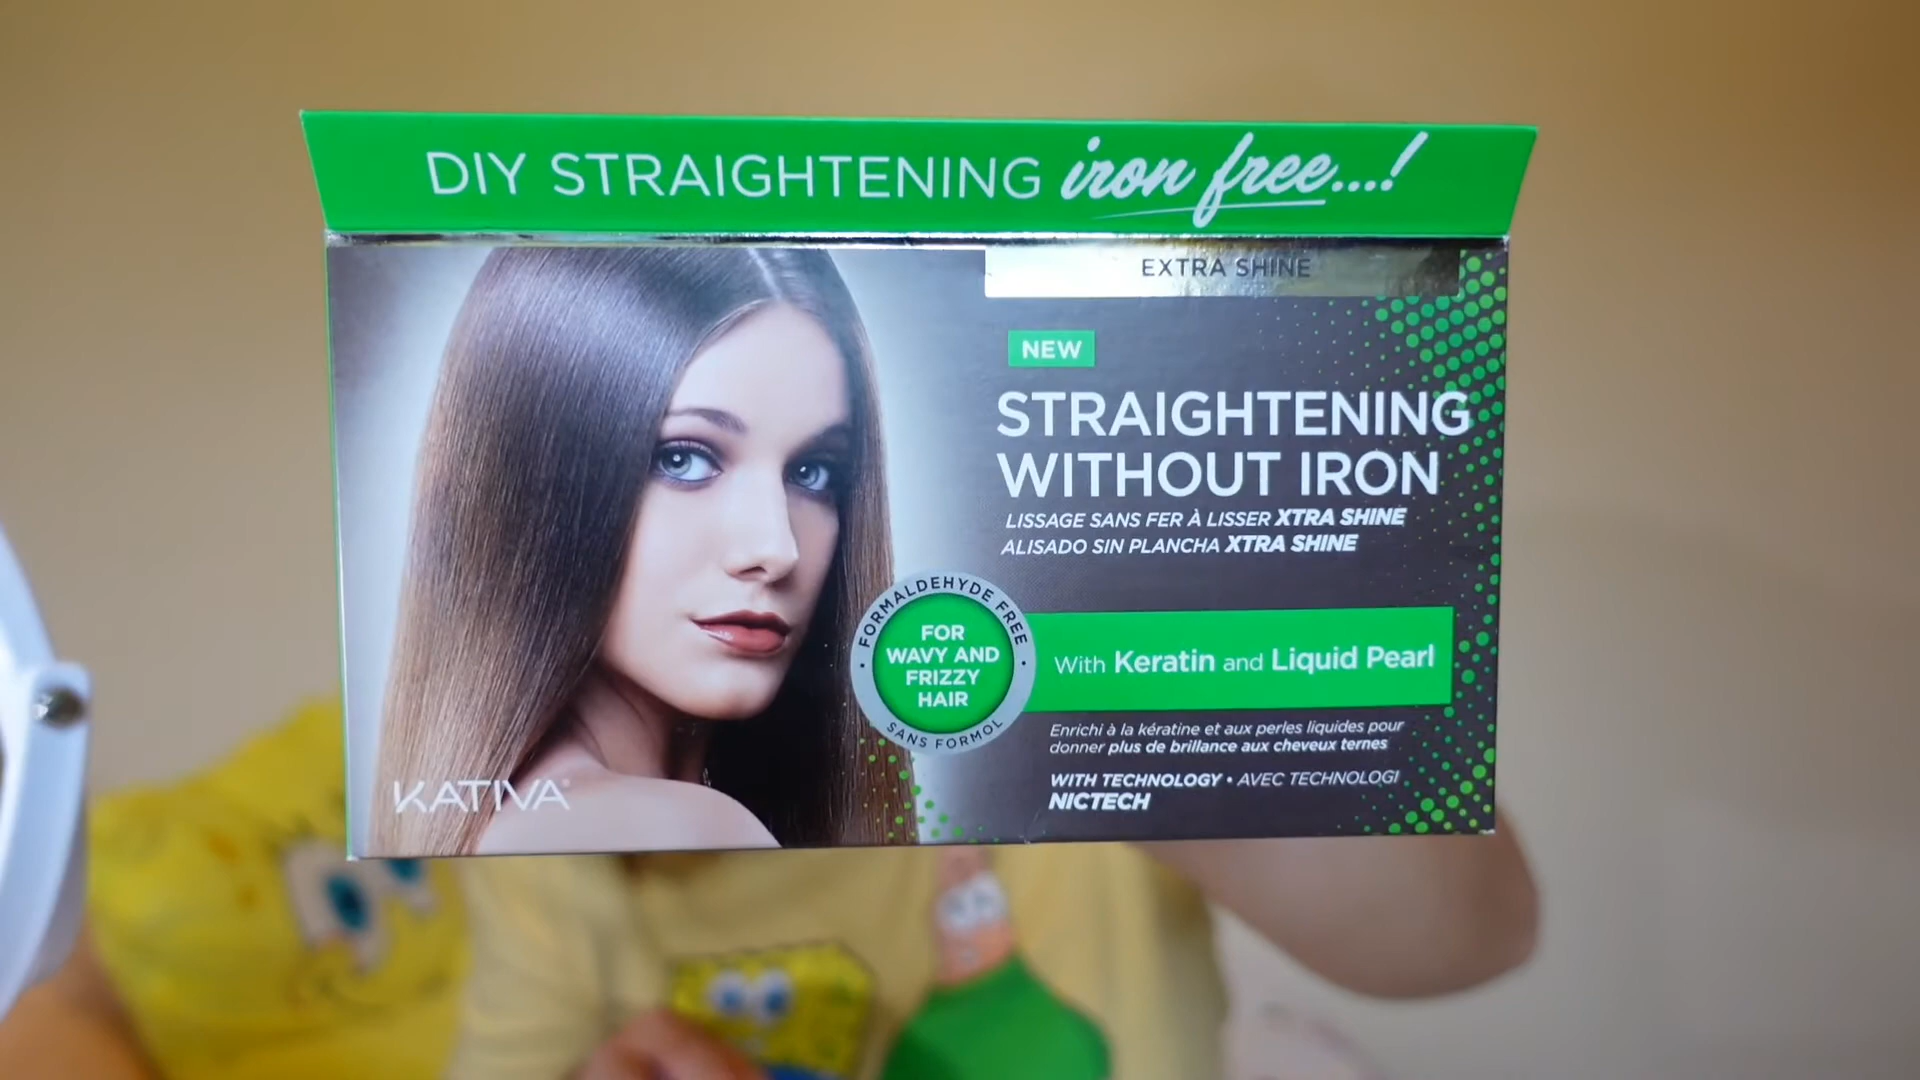 DIY STRAIGHTENING iron free...!
EXTRA SHINE
NEW
STRAIGHTENING
WITHOUT IRON
LISSAGE SANS FER À LISSER XTRA SHINE
ALISADO SIN PLANCHA XTRA SHINE
FORMALDEHYDE FREE
FOR
WAVY AND
FRIZZY
HAIR
SANS FORMOL
With Keratin and Liquid Pearl
Enrichi à la kératine et aux perles liquides pour
donner plus de brillance aux cheveux ternes
WITH TECHNOLOGY • AVEC TECHNOLOGI
NICTECH
KATIVA